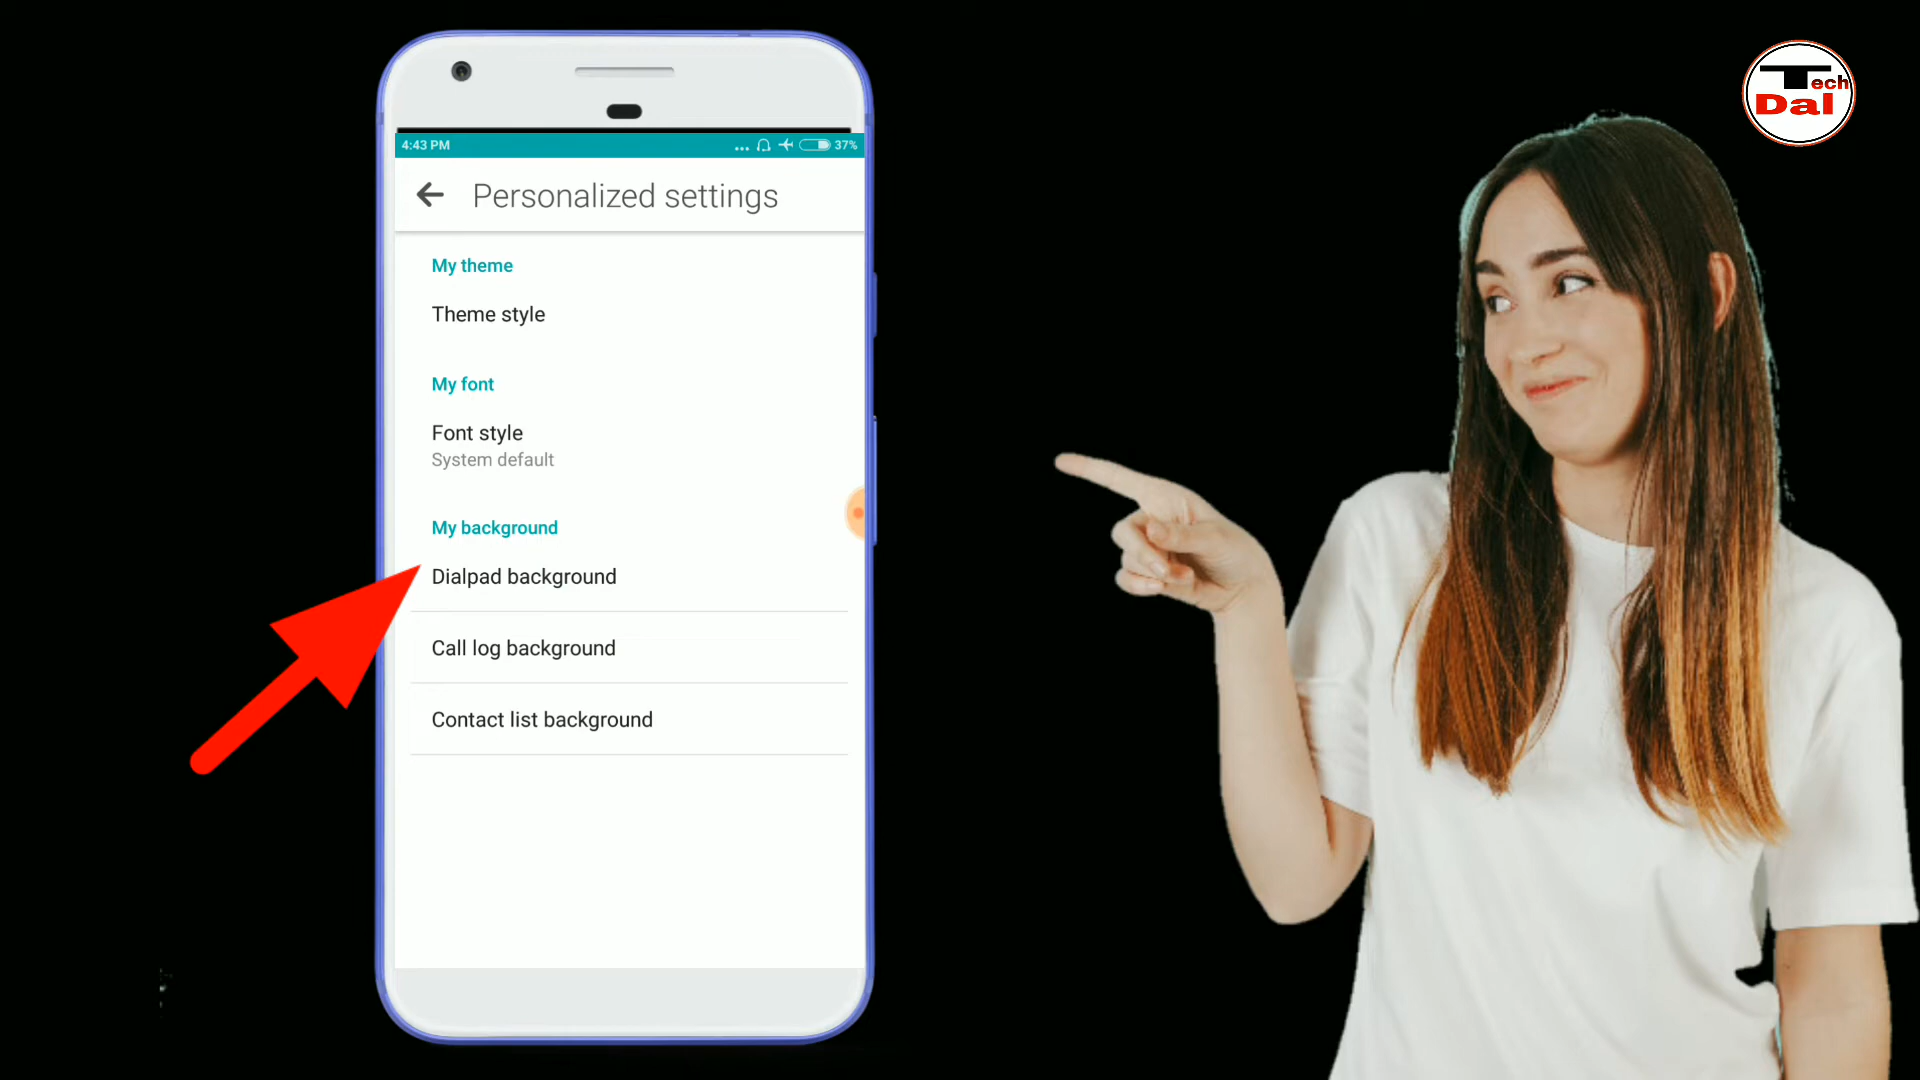 4:43 PM
37%
Personalized settings
My theme
Theme style
My font
Font style
System default
My background
Dialpad background
Call log background
Contact list background
Tech
Dal